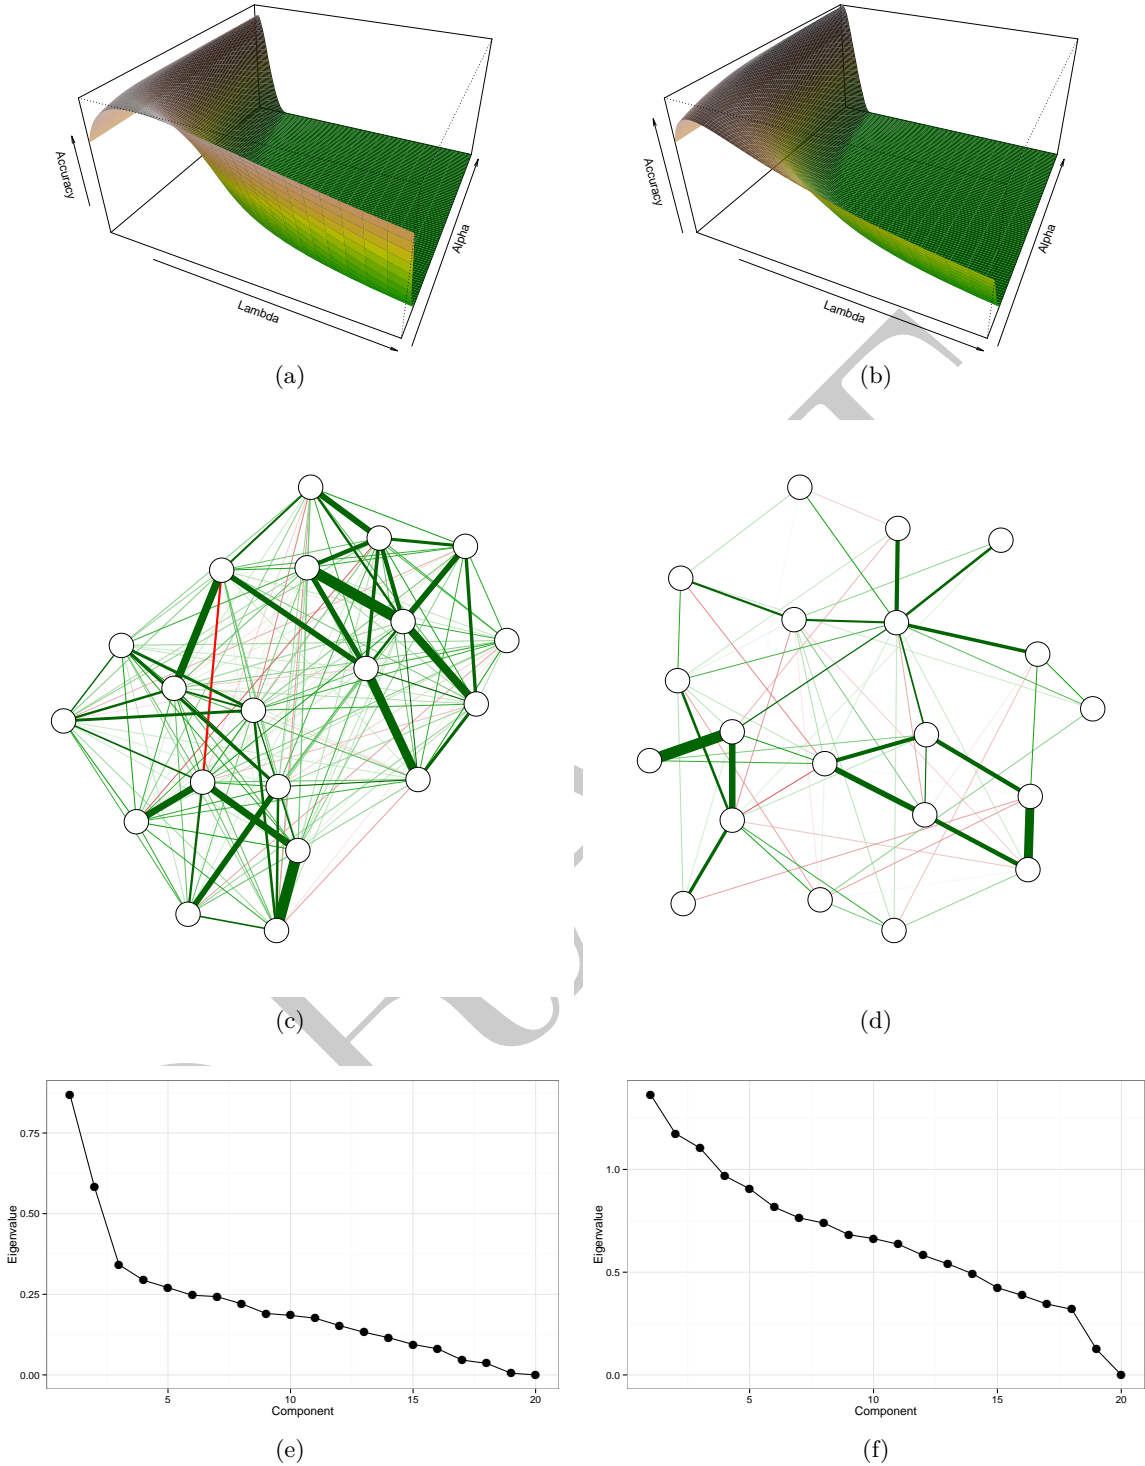 Accuracy
Lambda
Alpha
(a)
Accuracy
Lambda
Alpha
(b)
(c)
(d)
0.75
0.50
0.25
0.00
Eigenvalue
5 10 15 20
Component
(e)
1.0
0.5
0.0
Eigenvalue
5 10 15 20
Component
(f)